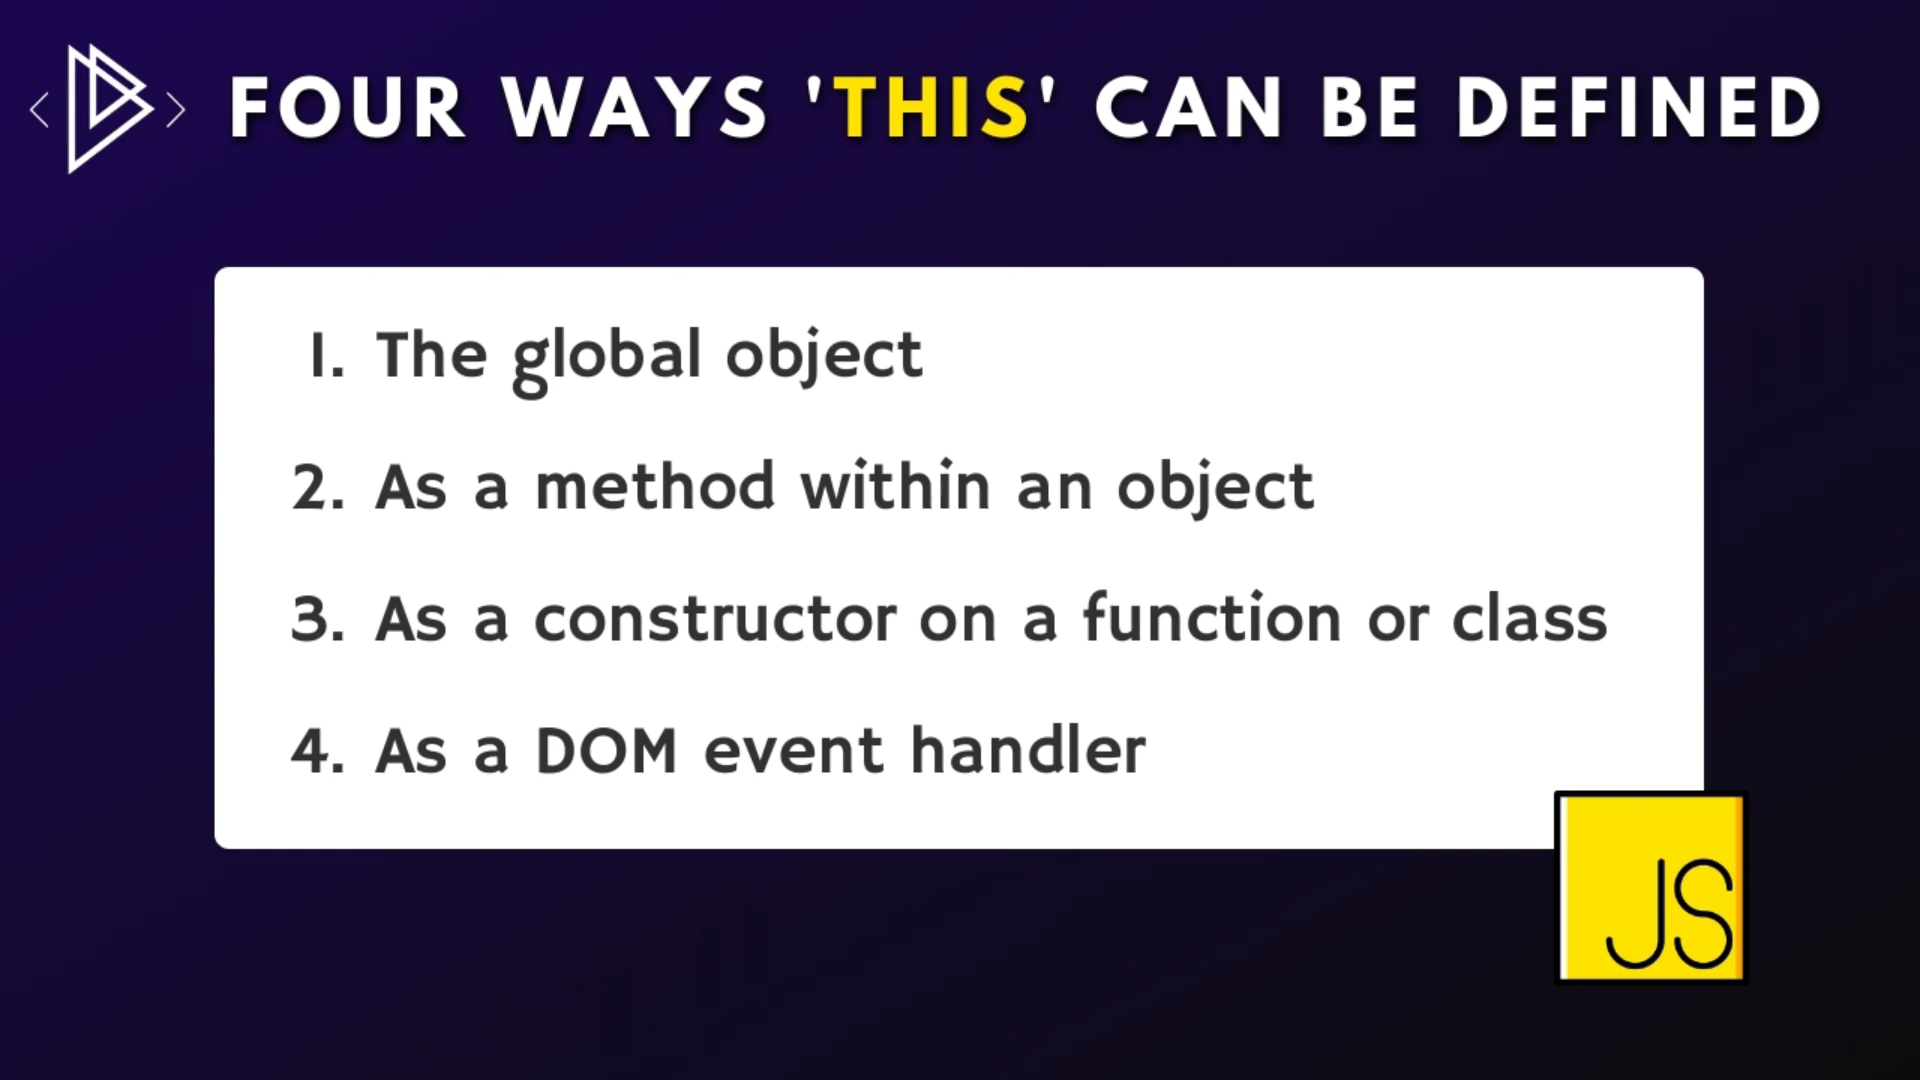 FOUR WAYS 'THIS' CAN BE DEFINED
1. The global object
2. As a method within an object
3. As a constructor on a function or class
4. As a DOM event handler
JS